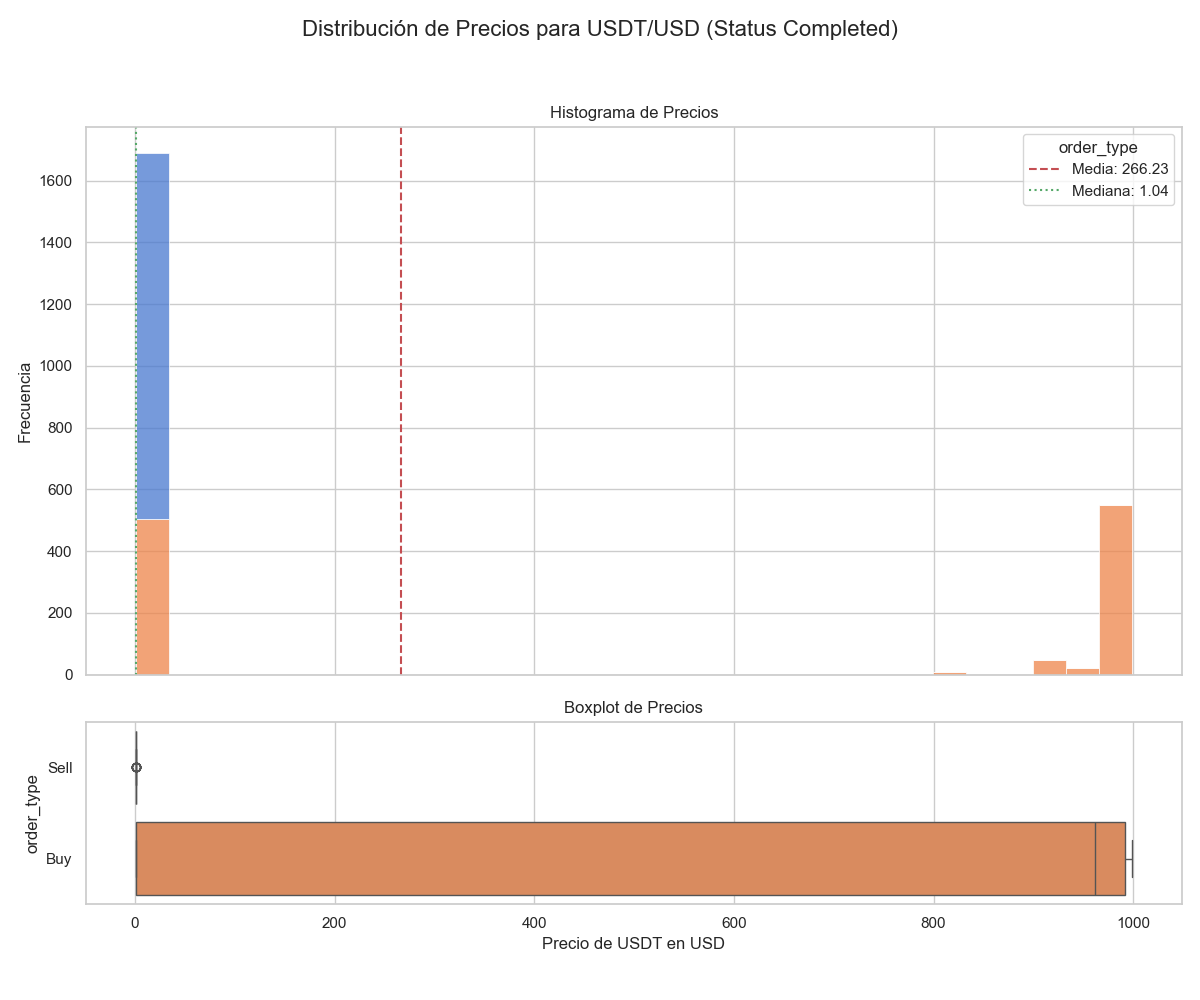 Distribución de Precios para USDT/USD (Status Completed)
Histograma de Precios
order_type
Media: 266.23
Mediana: 1.04
Frecuencia
1600
1400
1200
1000
800
600
400
200
0
Boxplot de Precios
order_type
Sell
Buy
0 200 400 600 800 1000
Precio de USDT en USD